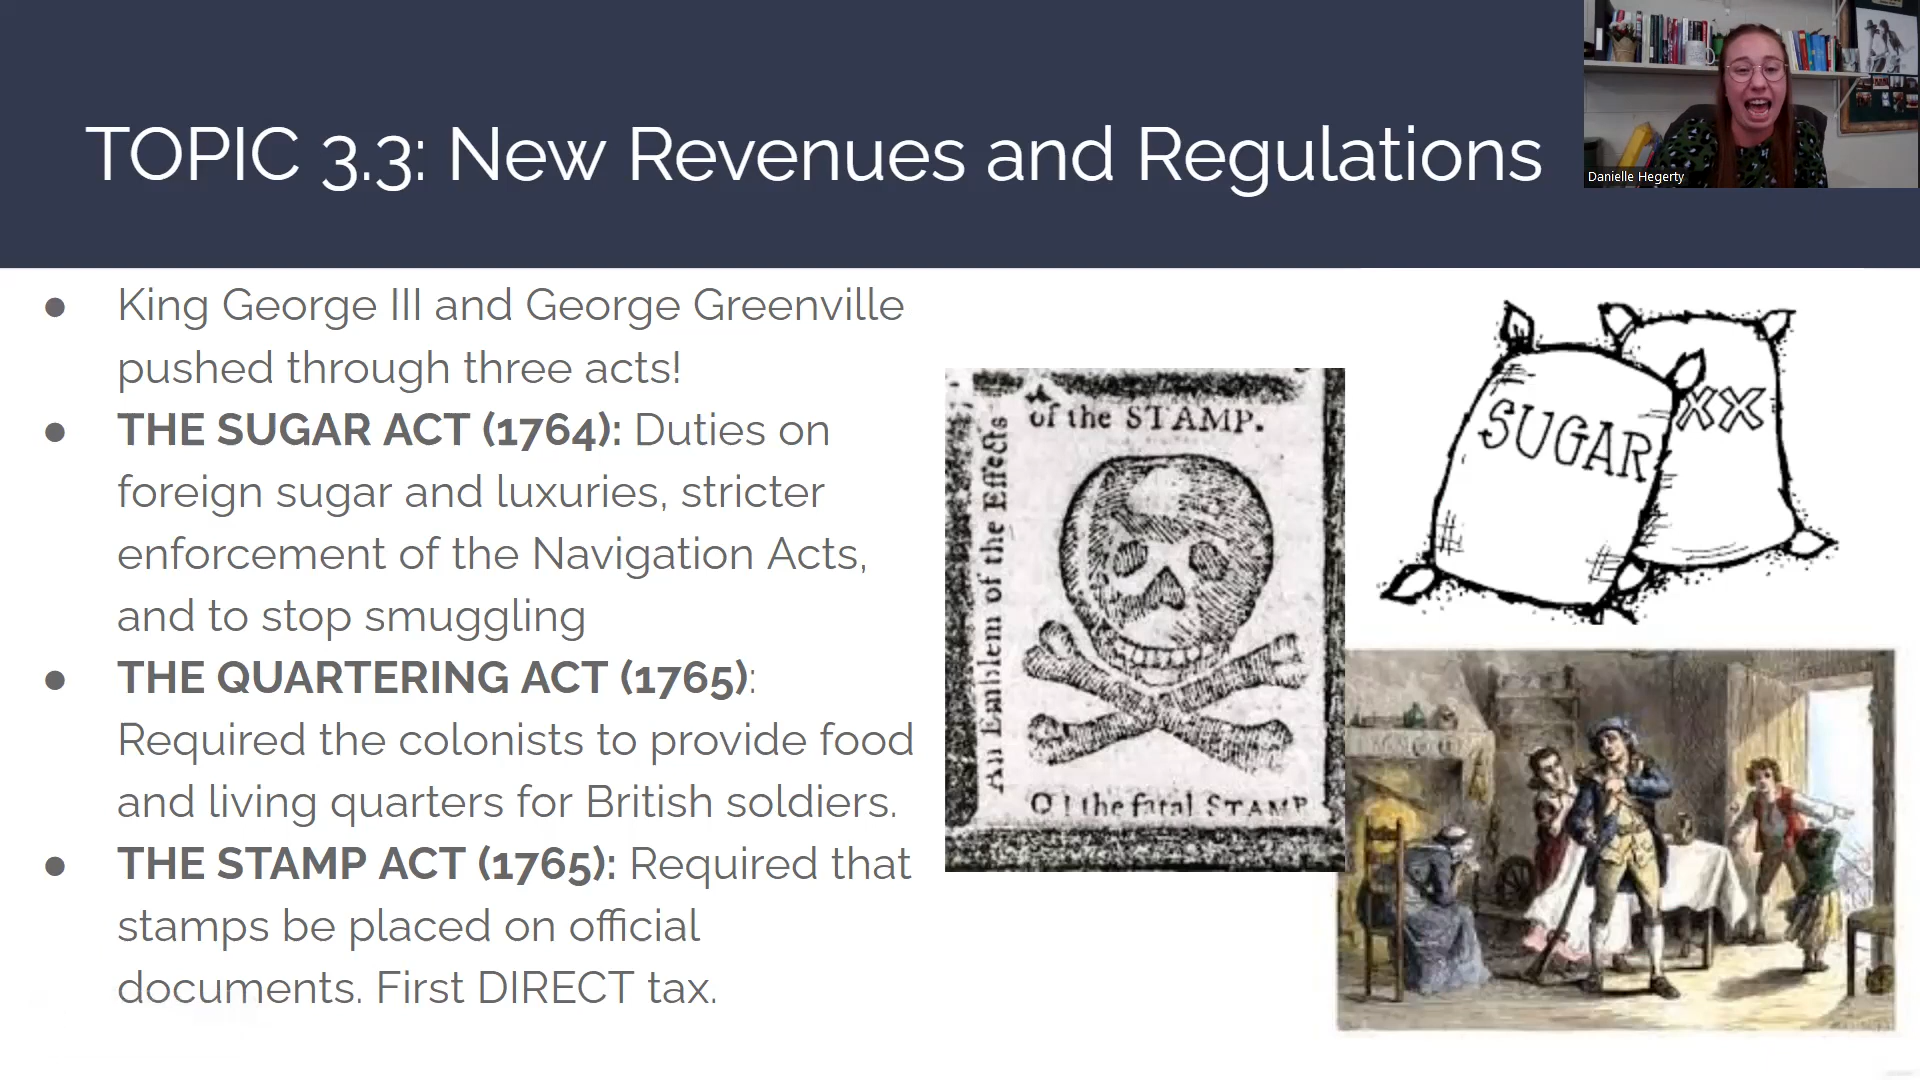 TOPIC 3.3: New Revenues and Regulations
Danielle Hegerty
● King George III and George Greenville
pushed through three acts!
● THE SUGAR ACT (1764): Duties on
foreign sugar and luxuries, stricter
enforcement of the Navigation Acts,
and to stop smuggling
● THE QUARTERING ACT (1765):
Required the colonists to provide food
and living quarters for British soldiers.
● THE STAMP ACT (1765): Required that
stamps be placed on official
documents. First DIRECT tax.
An Emblem of the Effects
of the STAMP.
O! the fatal STAMP
SUGAR
XX